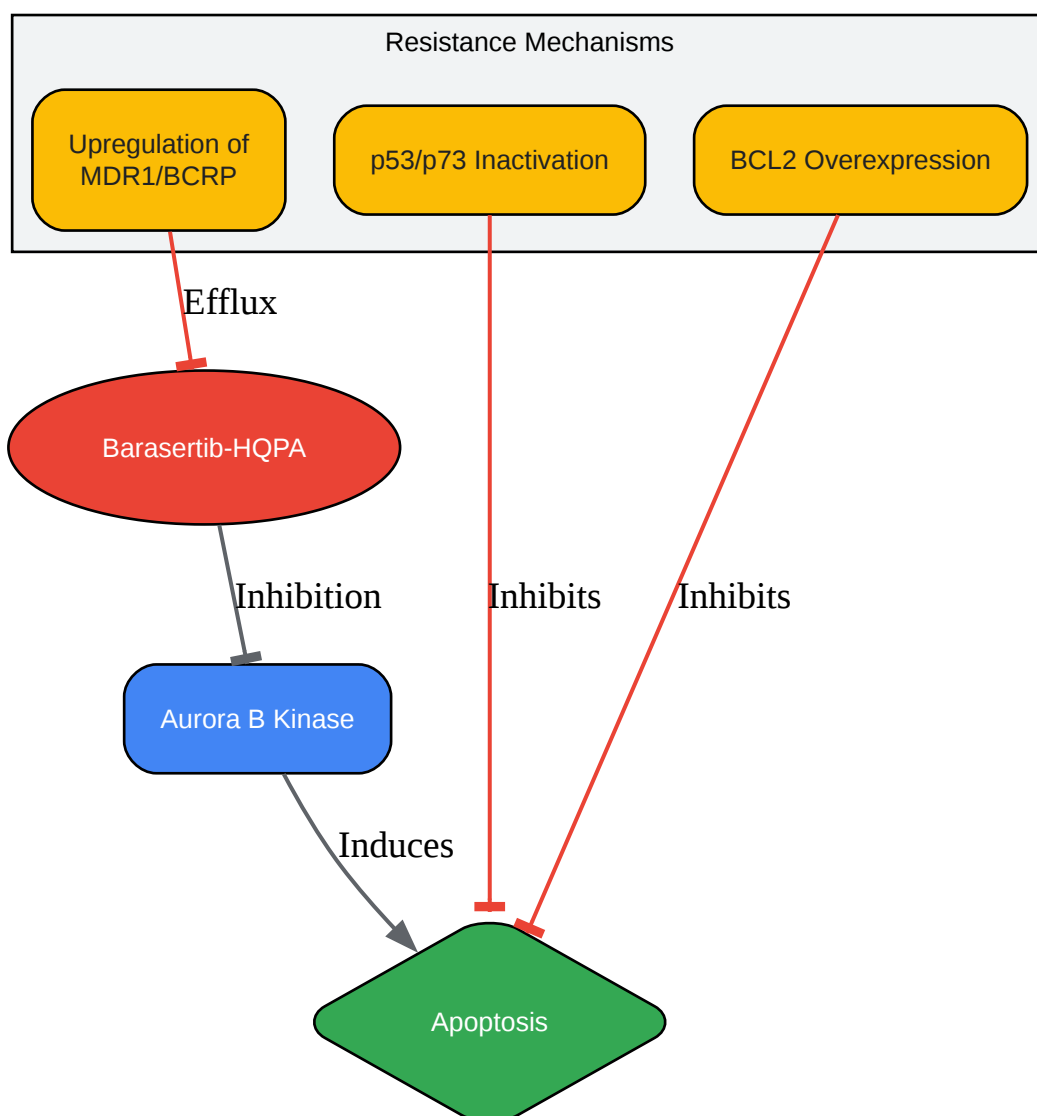 Resistance Mechanisms
Upregulation of
MDR1/BCRP
p53/p73 Inactivation
BCL2 Overexpression
Efflux
Barasertib-HQPA
Inhibition
Inhibits
Inhibits
Aurora B Kinase
Induces
Apoptosis